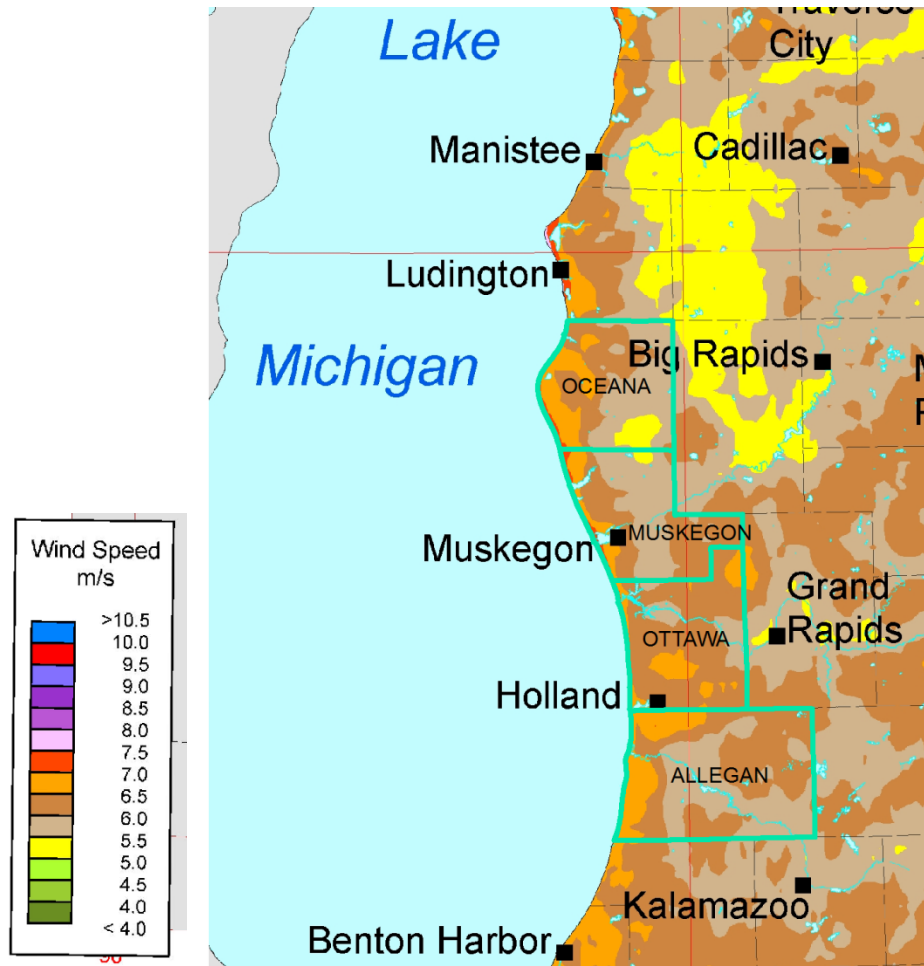 Traverse
City
Lake
Manistee
Cadillac
Ludington
Michigan
Big Rapids
OCEANA
Muskegon
MUSKEGON
Grand
Rapids
OTTAWA
Holland
ALLEGAN
Kalamazoo
Benton Harbor
Wind Speed
m/s
>10.5
10.0
9.5
9.0
8.5
8.0
7.5
7.0
6.5
6.0
5.5
5.0
4.5
4.0
< 4.0